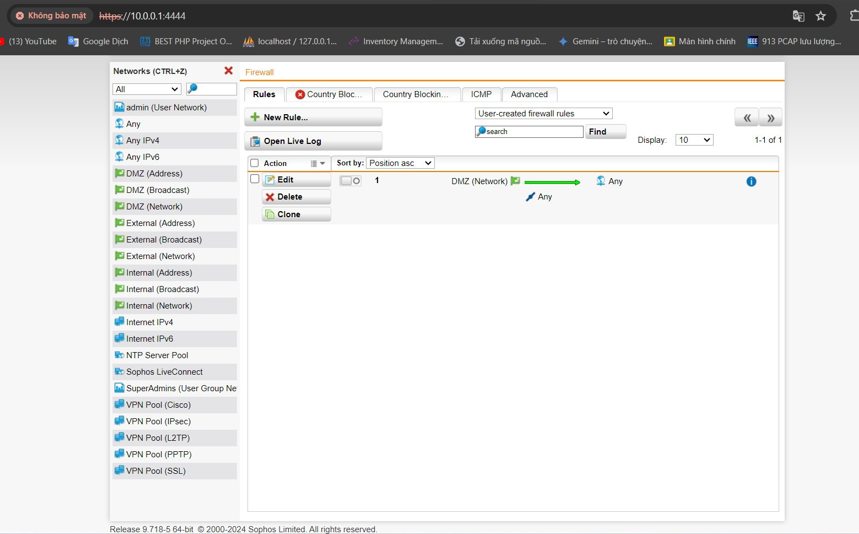 Không bảo mật https://10.0.0.1:4444
(13) YouTube Google Dịch BEST PHP Project O... localhost / 127.0.0.1... Inventory Managem... Tải xuống mã nguồ... Gemini – trò chuyện... Màn hình chính 913 PCAP lưu lượng...
Networks (CTRL+Z)
All
admin (User Network)
Any
Any IPv4
Any IPv6
DMZ (Address)
DMZ (Broadcast)
DMZ (Network)
External (Address)
External (Broadcast)
External (Network)
Internal (Address)
Internal (Broadcast)
Internal (Network)
Internet IPv4
Internet IPv6
NTP Server Pool
Sophos LiveConnect
SuperAdmins (User Group Ne
VPN Pool (Cisco)
VPN Pool (IPsec)
VPN Pool (L2TP)
VPN Pool (PPTP)
VPN Pool (SSL)
Firewall
Rules Country Bloc... Country Blockin... ICMP Advanced
New Rule... User-created firewall rules
search Find
Open Live Log Display: 10 1-1 of 1
Action Sort by: Position asc
Edit 1 DMZ (Network) Any
Delete Any
Clone
Release 9.718-5 64-bit © 2000-2024 Sophos Limited. All rights reserved.